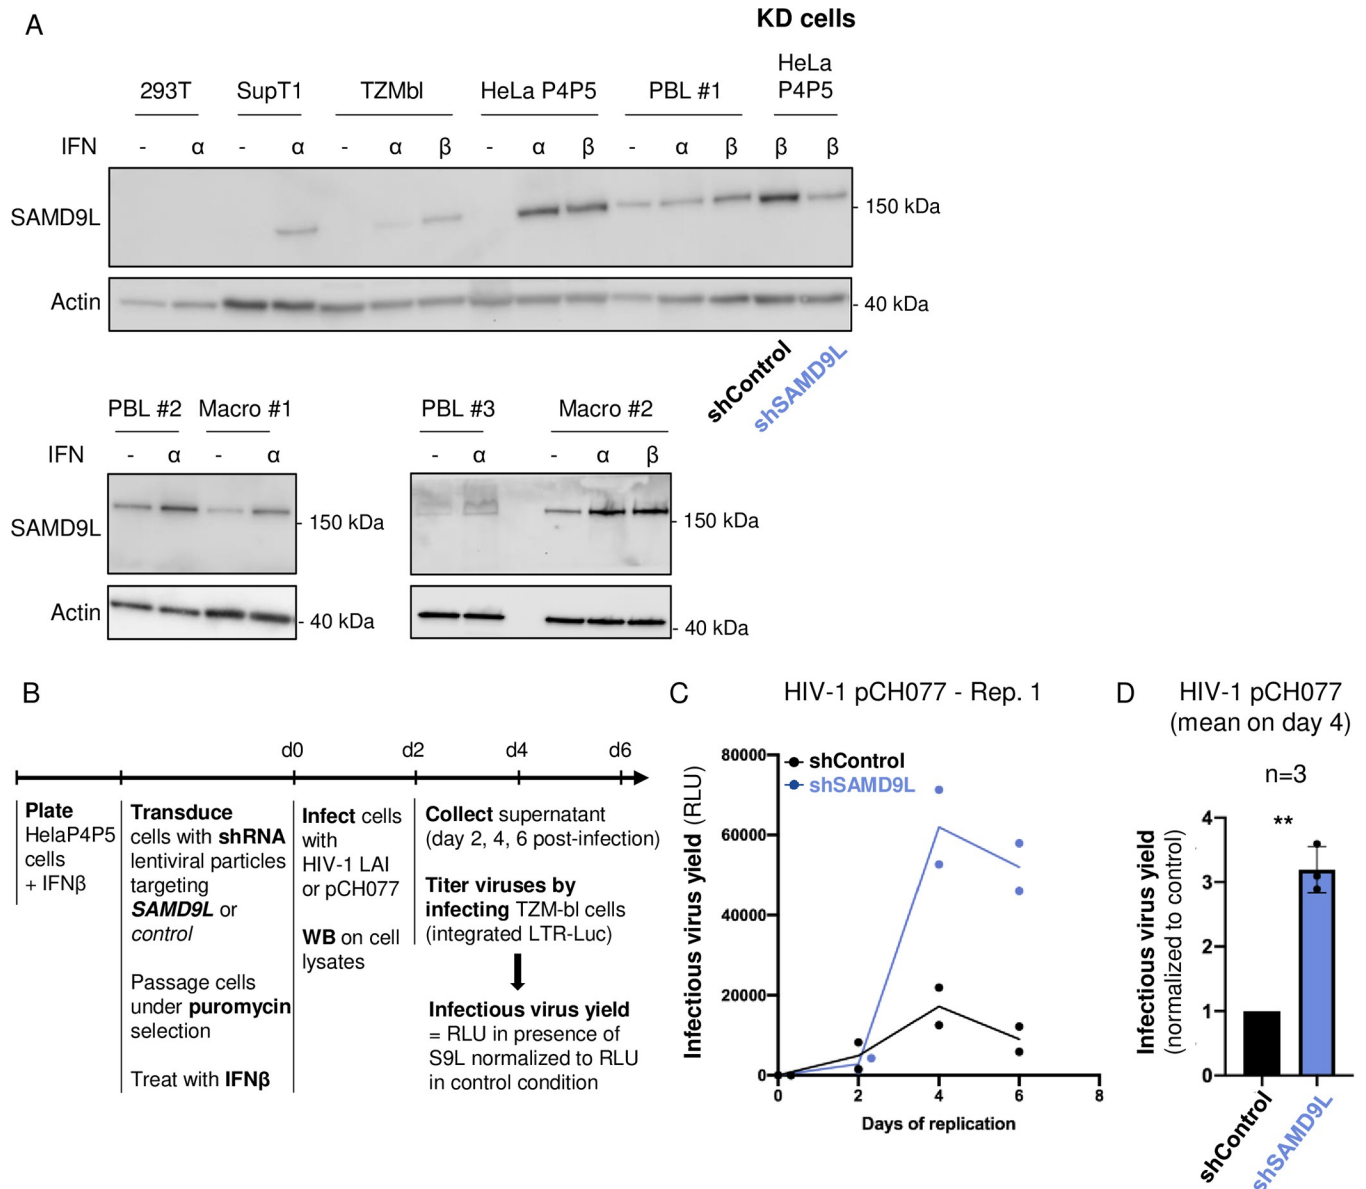 A
KD cells
293T SupT1 TZMbl HeLa P4P5 PBL #1 HeLa
P4P5
IFN - α - α - α β - α β - α β β β
SAMD9L
150 kDa
Actin
40 kDa
shControl
shSAMD9L
PBL #2 Macro #1
IFN - α - α
SAMD9L
150 kDa
Actin
40 kDa
PBL #3 Macro #2
- α - α β
150 kDa
40 kDa
B
d0 d2 d4 d6
Plate
HelaP4P5
cells
+ IFNβ
Transduce
cells with shRNA
lentiviral particles
targeting
SAMD9L or
control
Passage cells
under puromycin
selection
Treat with IFNβ
Infect cells
with
HIV-1 LAI
or pCH077
WB on cell
lysates
Collect supernatant
(day 2, 4, 6 post-infection)
Titer viruses by
infecting TZM-bl cells
(integrated LTR-Luc)
Infectious virus yield
= RLU in presence of
S9L normalized to RLU
in control condition
C
HIV-1 pCH077 - Rep. 1
Infectious virus yield (RLU)
80000
60000
40000
20000
0
shControl
shSAMD9L
0 2 4 6 8
Days of replication
D
HIV-1 pCH077
(mean on day 4)
n=3
**
Infectious virus yield
(normalized to control)
4
3
2
1
0
shControl
shSAMD9L